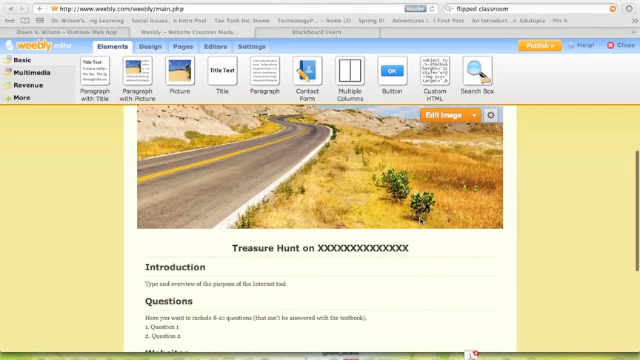 http://www.weebly.com/weebly/main.php
Reader
flipped classroom
Dr. Wilson's...ng Journal
Social Issues...n Intro Post
Tax Tech Inc. Home
TechnologyP... - home (2)
Spring B!
Adventures i...l First Post
An Introduct...- Edutopia
Pin It
Dawn X. Wilson – Outlook Web App
Weebly – Website Creation Made...
Blackboard Learn
weebly editor
Elements
Design
Pages
Editors
Settings
Publish
Help!
Close
Basic
Multimedia
Revenue
More
Paragraph with Title
Paragraph with Picture
Picture
Title Text
Title
Paragraph
Contact Form
Multiple Columns
OK
Button
Custom HTML
Search Box
Edit Image
Treasure Hunt on XXXXXXXXXXXXXX
Introduction
Type and overview of the purpose of the Internet tool
Questions
Here you want to include 8-10 questions (that can't be answered with the textbook).
1. Question 1
2. Question 2